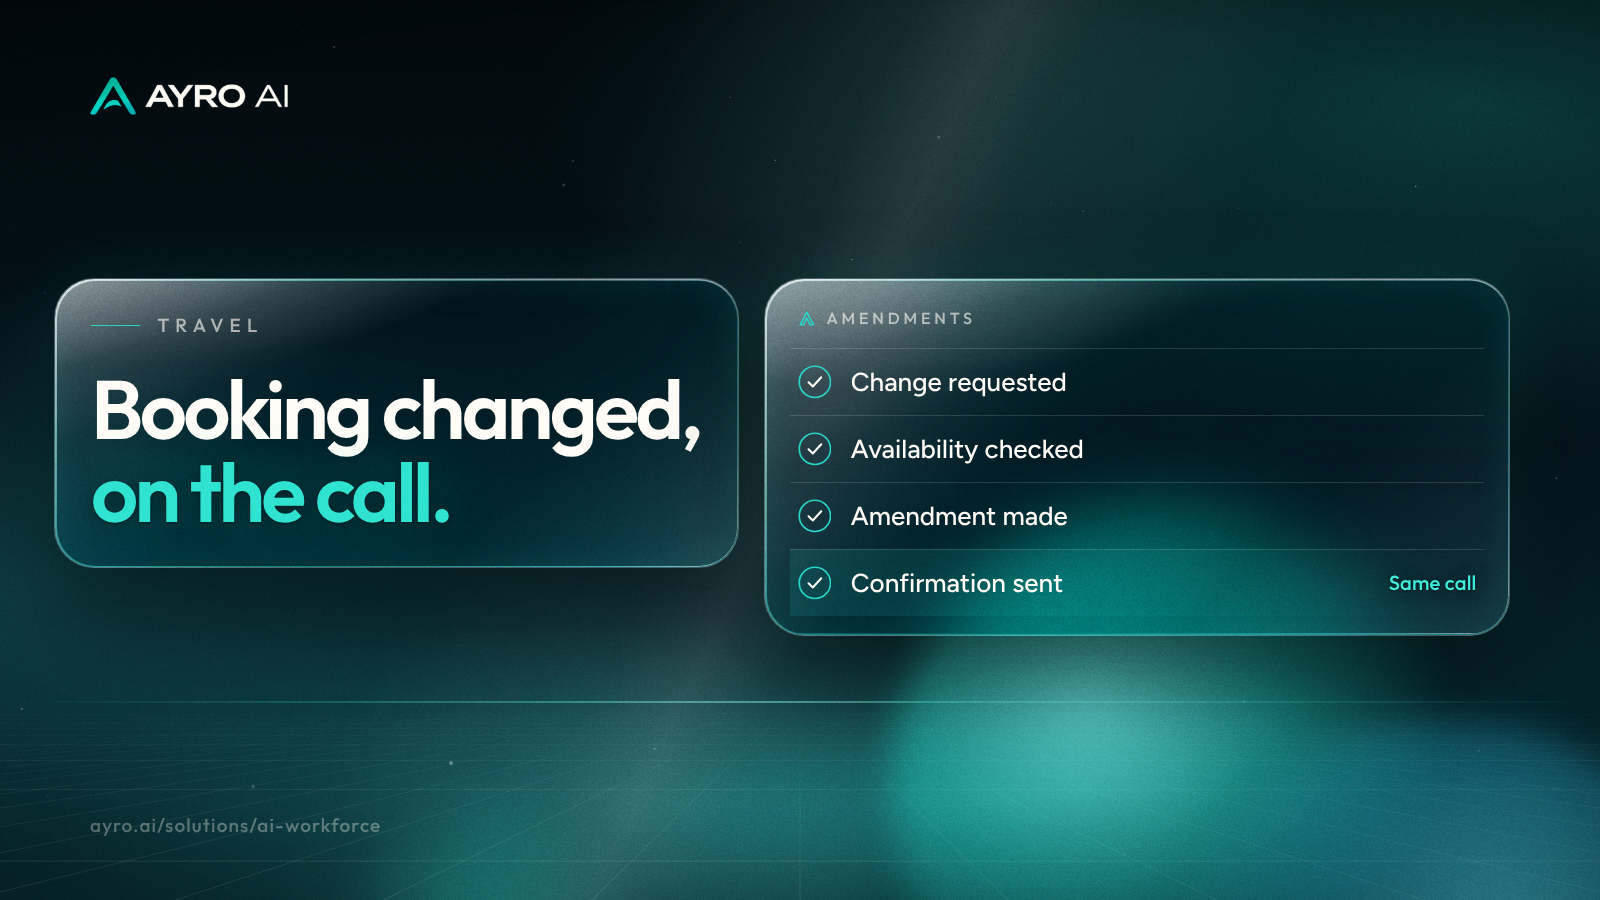 AYRO AI
TRAVEL
Booking changed,
on the call.
AMENDMENTS
Change requested
Availability checked
Amendment made
Confirmation sent
Same call
ayro.ai/solutions/ai-workforce